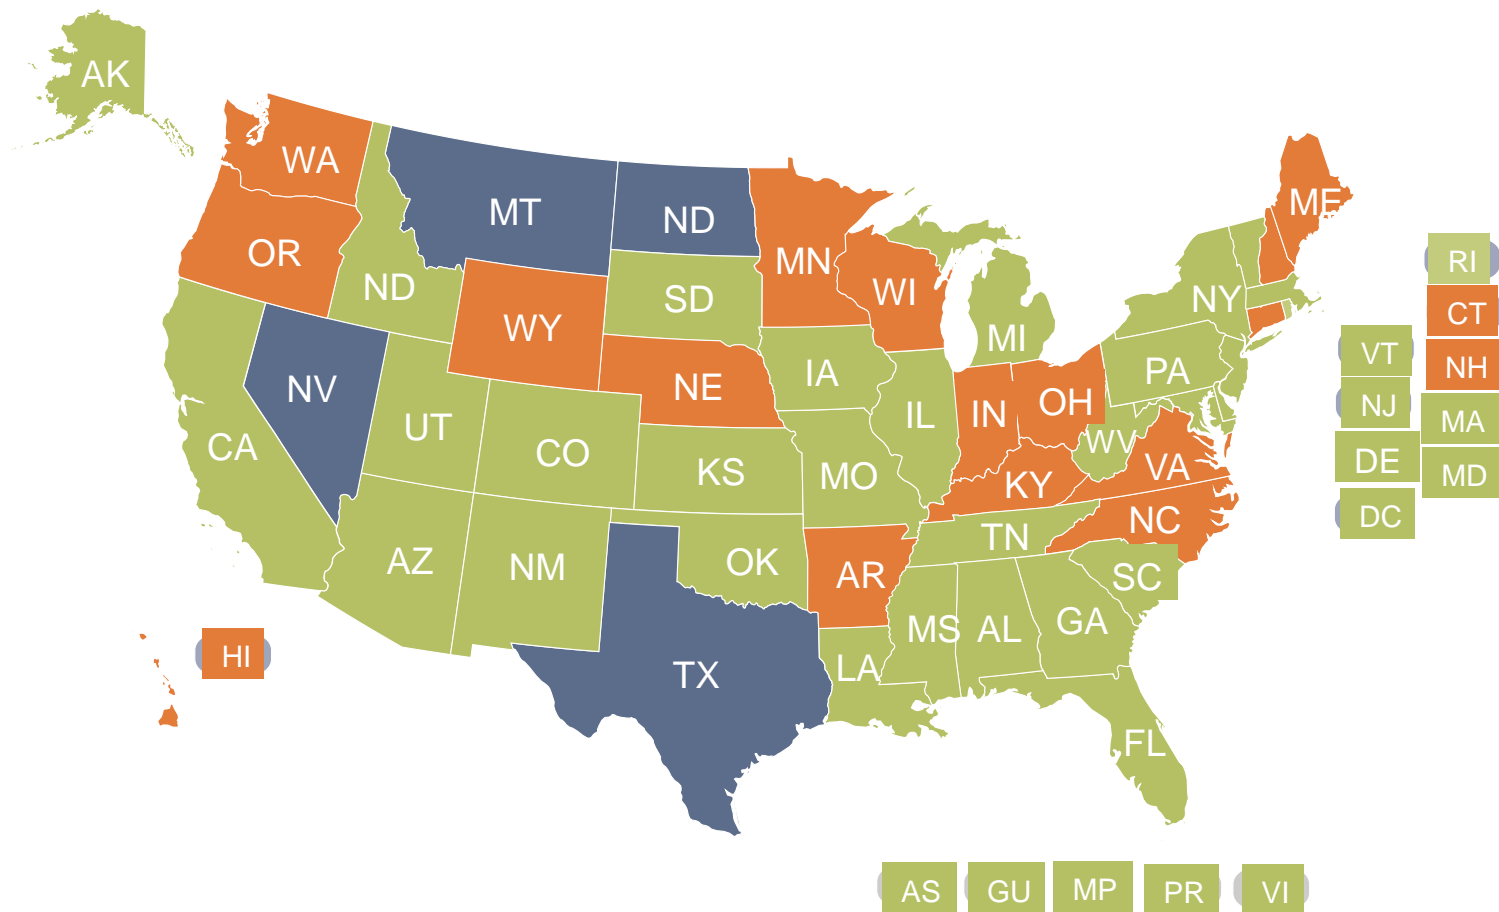 AK
WA
MT
ND
ME
OR
MN
RI
ND
SD
WI
NY
CT
WY
MI
VT
NH
NV
NE
IA
PA
NJ
MA
UT
IL
IN
OH
CA
CO
KS
MO
WV
VA
DE
MD
KY
NC
DC
AZ
NM
OK
AR
TN
SC
HI
TX
LA
MS
AL
GA
FL
AS
GU
MP
PR
VI